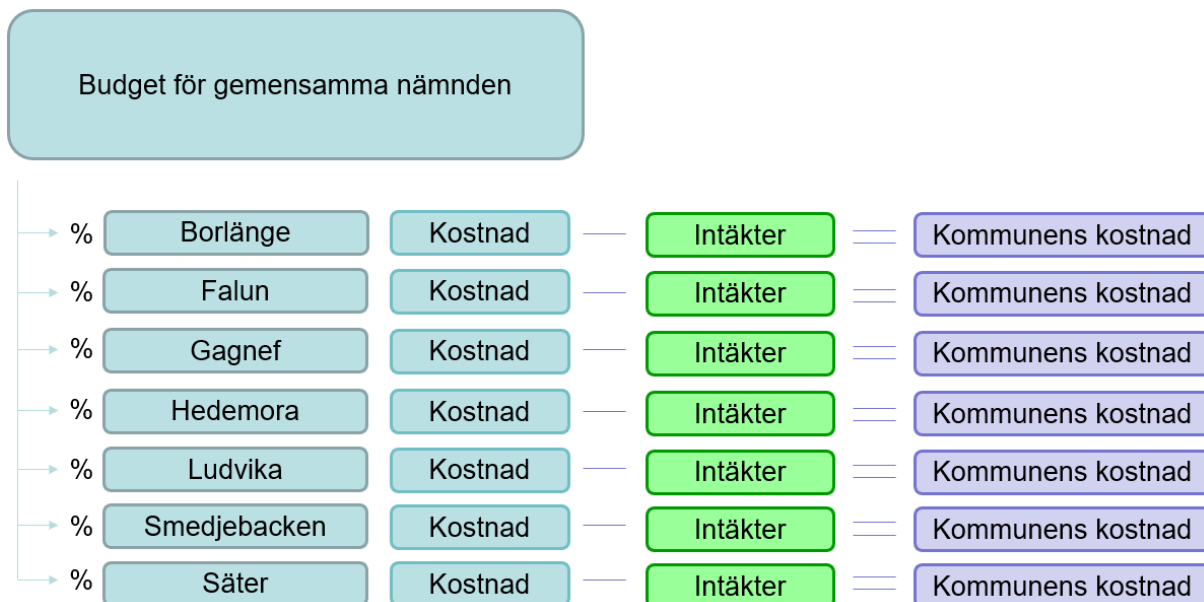 Budget för gemensamma nämnden
% Borlänge Kostnad Intäkter Kommunens kostnad
% Falun Kostnad Intäkter Kommunens kostnad
% Gagnef Kostnad Intäkter Kommunens kostnad
% Hedemora Kostnad Intäkter Kommunens kostnad
% Ludvika Kostnad Intäkter Kommunens kostnad
% Smedjebacken Kostnad Intäkter Kommunens kostnad
% Säter Kostnad Intäkter Kommunens kostnad